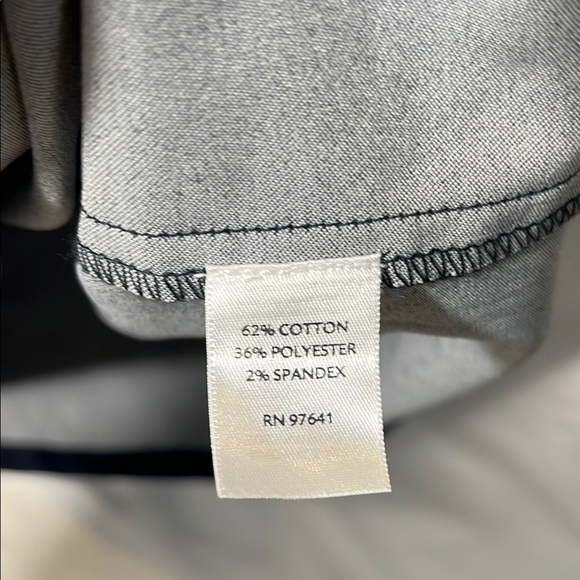 62% COTTON
36% POLYESTER
2% SPANDEX
RN 97641